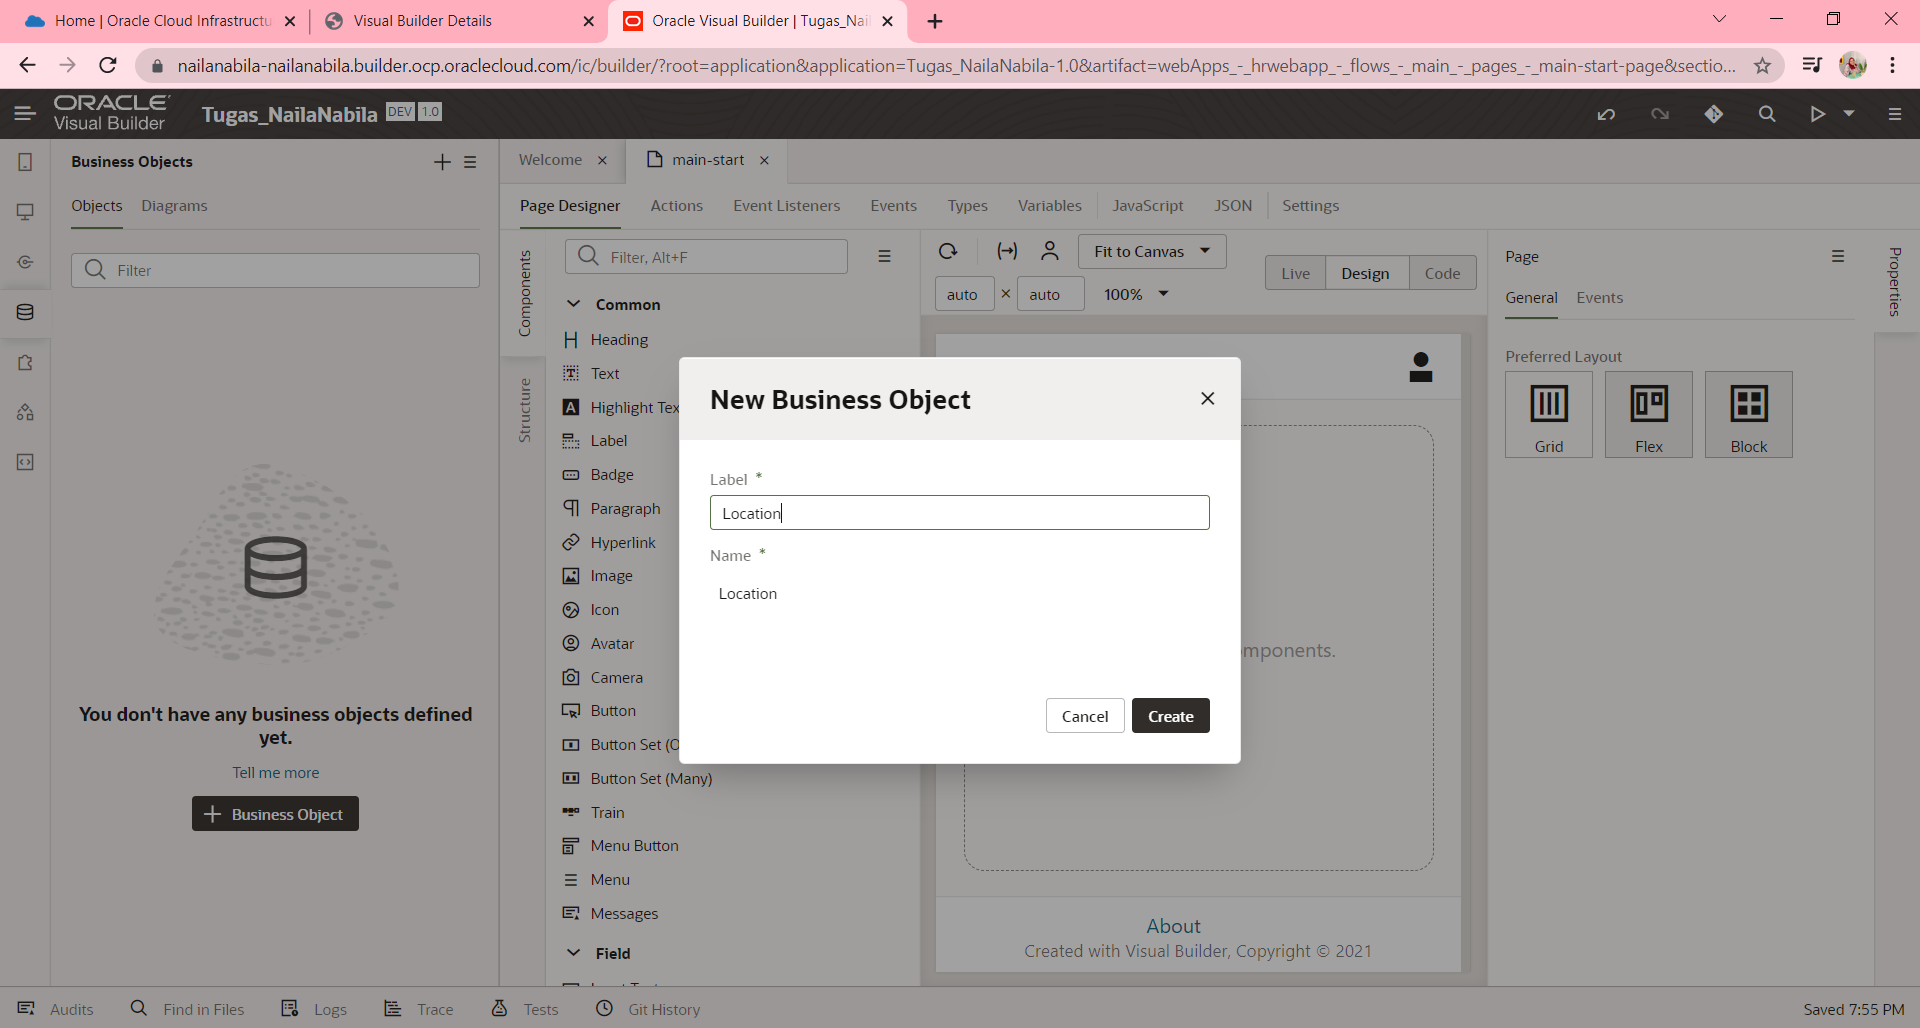 Home | Oracle Cloud Infrastructu
Visual Builder Details
Oracle Visual Builder | Tugas_Nail
nailanabila-nailanabila.builder.ocp.oraclecloud.com/ic/builder/?root=application&application=Tugas_NailaNabila-1.0&artifact=webApps_-_hrwebapp_-_flows_-_main_-_pages_-_main-start-page&sectio...
ORACLE
Visual Builder
Tugas_NailaNabila DEV 1.0
Business Objects
Objects Diagrams
Filter
You don't have any business objects defined
yet.
Tell me more
Business Object
Welcome
main-start
Page Designer Actions Event Listeners Events Types Variables JavaScript JSON Settings
Components
Structure
Filter, Alt+F
Common
Heading
Text
Highlight Tex
Label
Badge
Paragraph
Hyperlink
Image
Icon
Avatar
Camera
Button
Button Set (O
Button Set (Many)
Train
Menu Button
Menu
Messages
Field
Fit to Canvas
auto × auto 100%
Live Design Code
omponents.
About
Created with Visual Builder, Copyright © 2021
New Business Object
Label *
Location
Name *
Location
Cancel Create
Page
General Events
Preferred Layout
Grid Flex Block
Properties
Audits Find in Files Logs Trace Tests Git History
Saved 7:55 PM